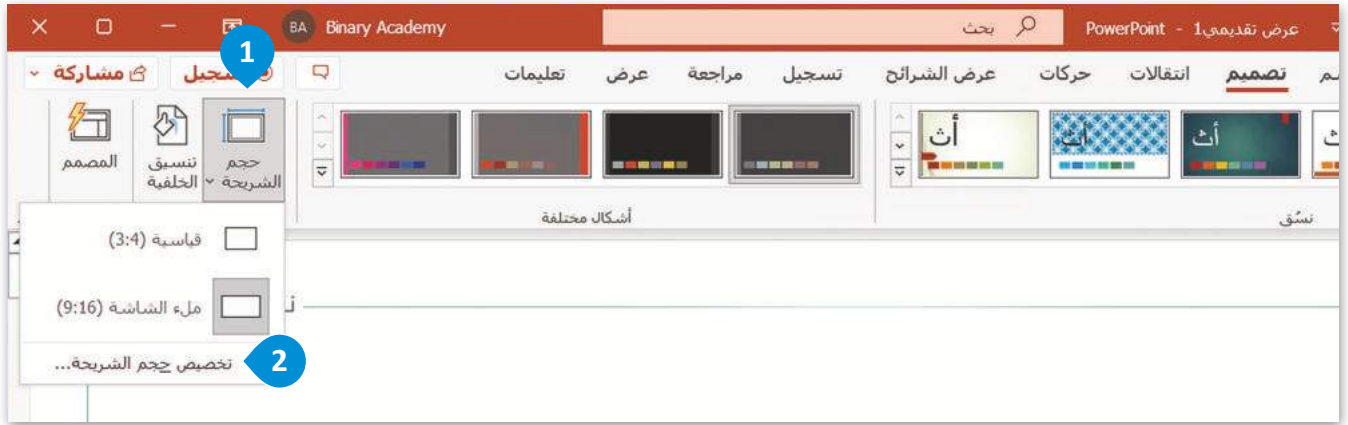 عرض تقديمي1 - PowerPoint
بحث
Binary Academy
BA
1
تصميم
انتقالات
حركات
عرض الشرائح
تسجيل
مراجعة
عرض
تعليمات
مشاركة
أث
أث
أث
حجم الشريحة
تنسيق الخلفية
المصمم
نسُق
أشكال مختلفة
قياسية (3:4)
ملء الشاشة (9:16)
تخصيص حجم الشريحة...
2